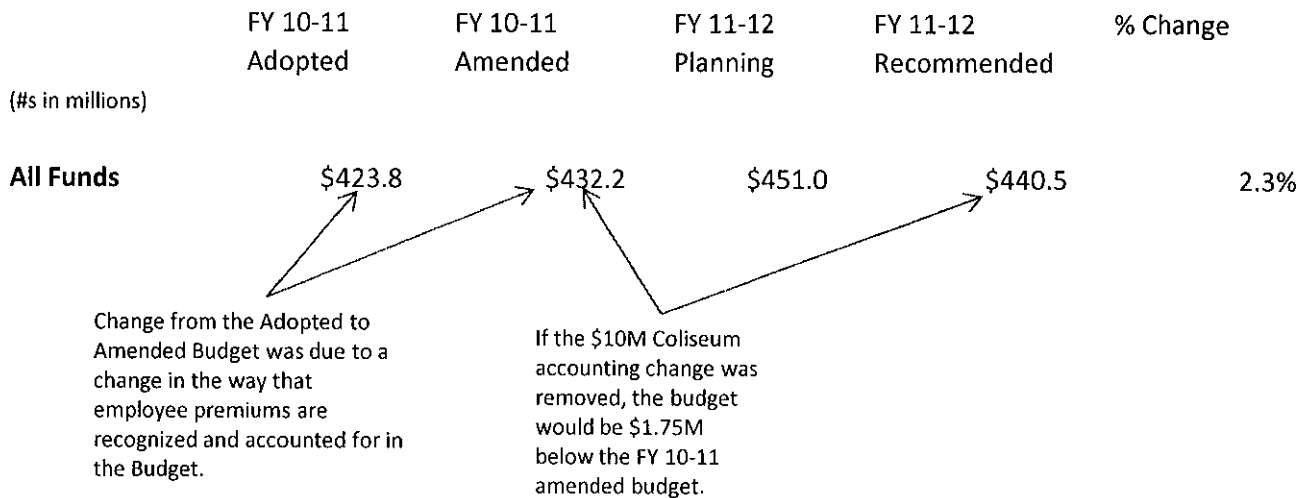 FY 10-11 FY 10-11 FY 11-12 FY 11-12 % Change
Adopted Amended Planning Recommended
(#s in millions)
All Funds $423.8 $432.2 $451.0 $440.5 2.3%
Change from the Adopted to
Amended Budget was due to a
change in the way that
employee premiums are
recognized and accounted for in
the Budget.
If the $10M Coliseum
accounting change was
removed, the budget
would be $1.75M
below the FY 10-11
amended budget.